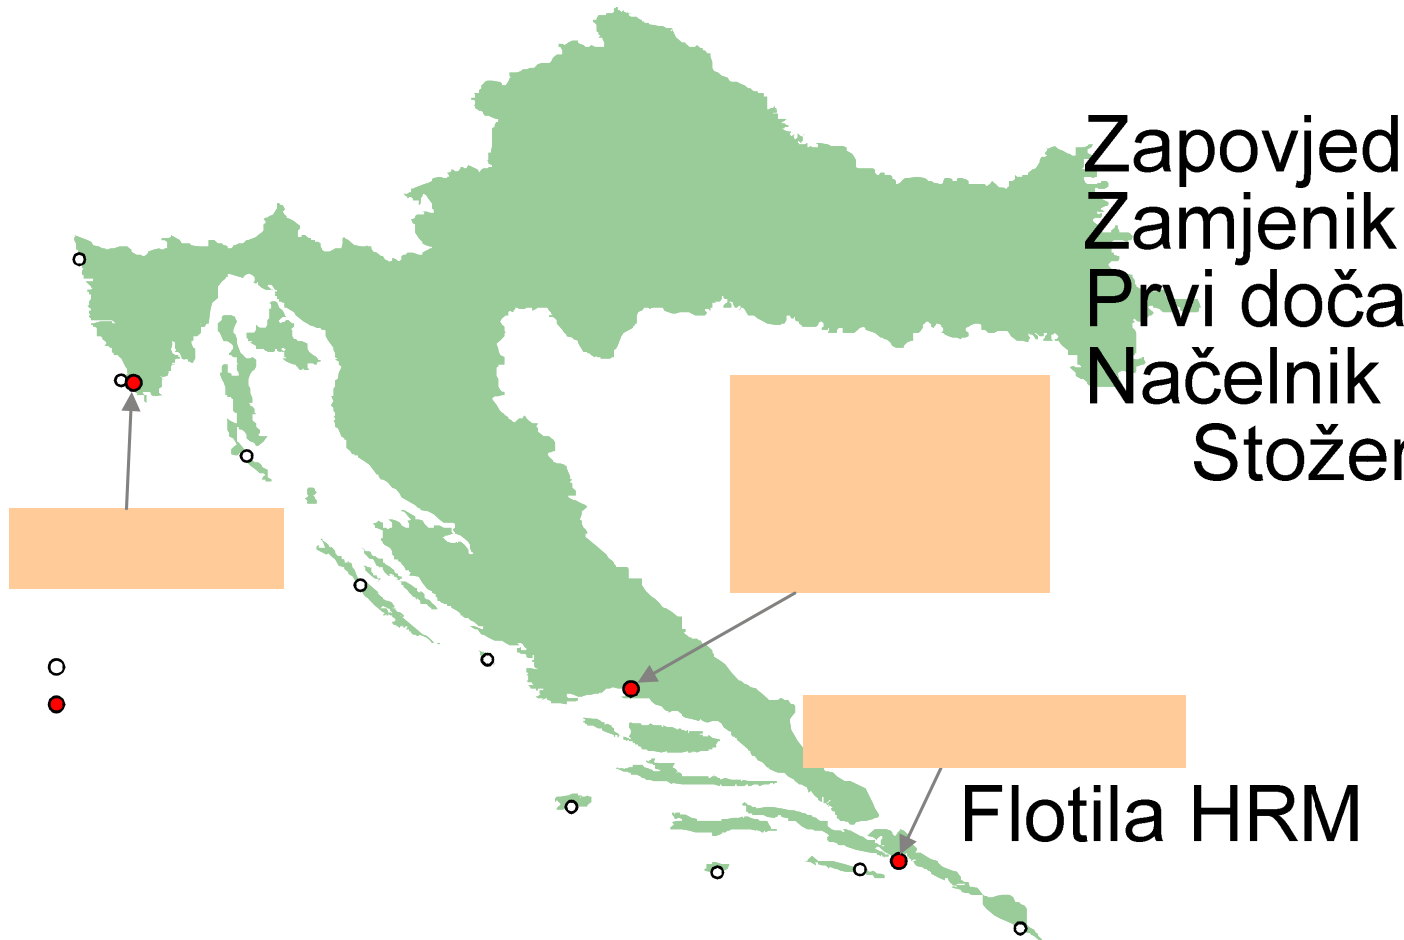 Zapovjed
Zamjenik
Prvi doča
Načelnik
Stožer
Flotila HRM